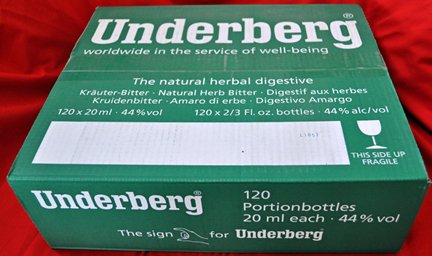 Underberg®
worldwide in the service of well-being
The natural herbal digestive
Kräuter-Bitter · Natural Herb Bitter · Digestif aux herbes
Kruidenbitter · Amaro di erbe · Digestivo Amargo
120 x 20 ml · 44% vol 120 x 2/3 Fl. oz. bottles · 44% alc/vol
THIS SIDE UP
FRAGILE
Underberg®
120
Portionbottles
20 ml each · 44% vol
The sign for Underberg